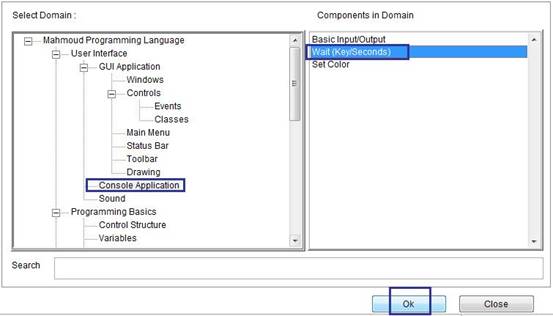 Select Domain :
Components in Domain
Mahmoud Programming Language
User Interface
GUI Application
Windows
Controls
Events
Classes
Main Menu
Status Bar
Toolbar
Drawing
Console Application
Sound
Programming Basics
Control Structure
Variables
Basic Input/Output
Wait (Key/Seconds)
Set Color
Search
Ok
Close